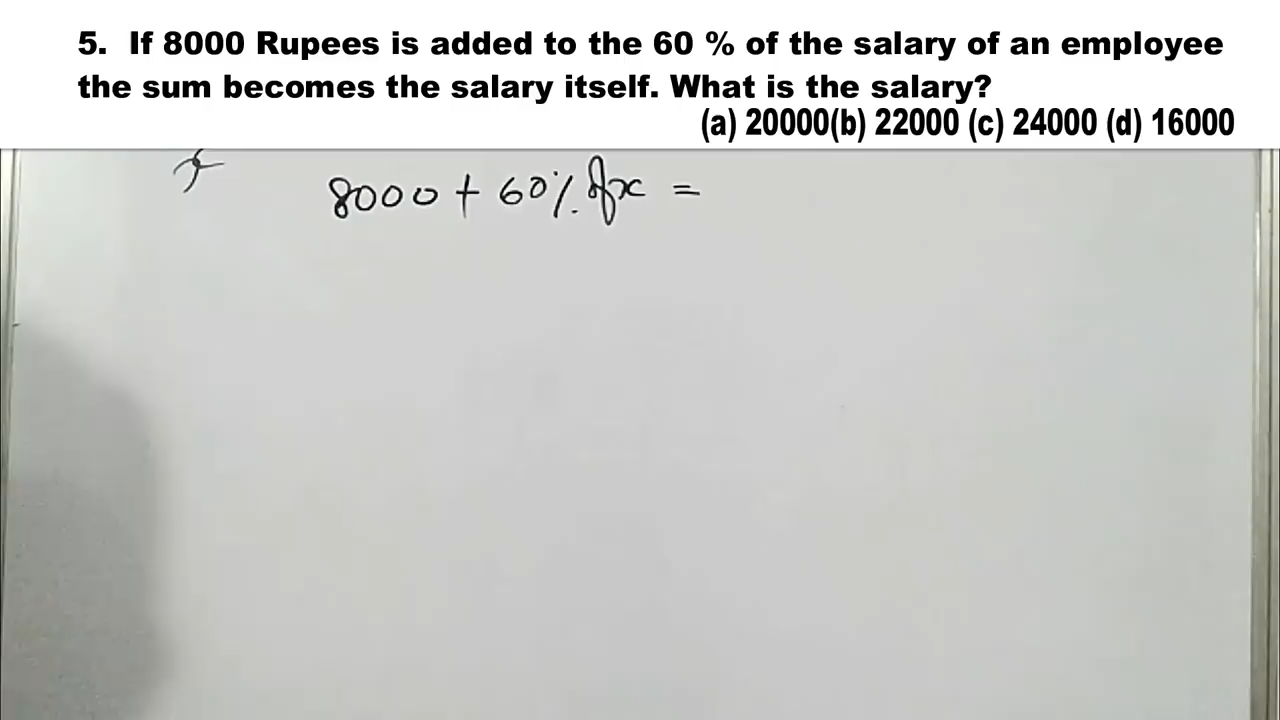 5. If 8000 Rupees is added to the 60 % of the salary of an employee
the sum becomes the salary itself. What is the salary?
(a) 20000(b) 22000 (c) 24000 (d) 16000
8000 + 60% of x =